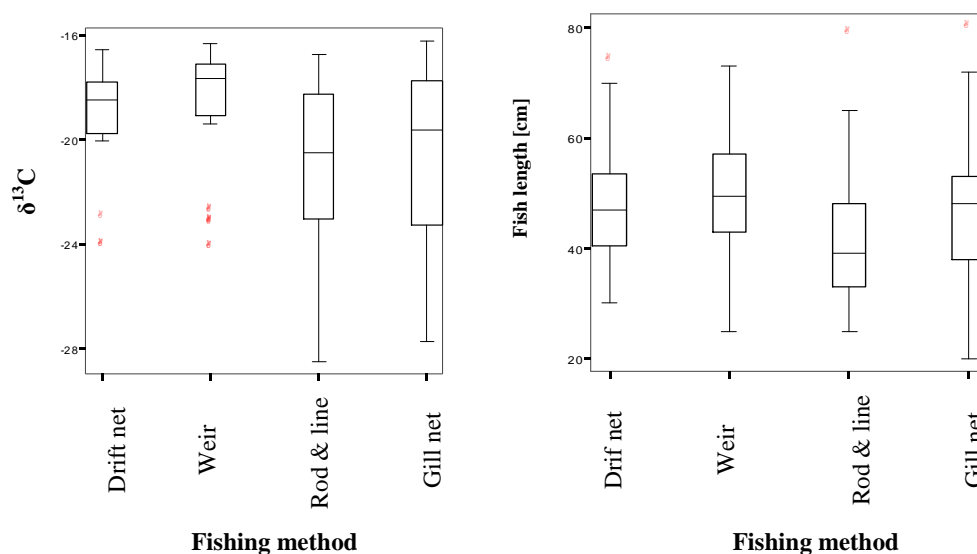 -16
-20
-24
-28
δ¹³C
Drift net
Weir
Rod & line
Gill net
Fishing method
80
60
40
20
Fish length [cm]
Drif net
Weir
Rod & line
Gill net
Fishing method